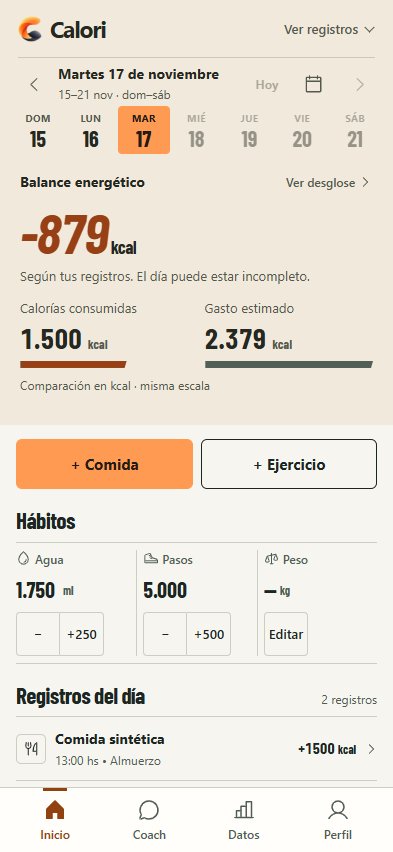 Calori
Ver registros
Martes 17 de noviembre
15–21 nov · dom–sáb
Hoy
DOM LUN MAR MIÉ JUE VIE SÁB
15 16 17 18 19 20 21
Balance energético
Ver desglose
-879 kcal
Según tus registros. El día puede estar incompleto.
Calorías consumidas Gasto estimado
1.500 kcal 2.379 kcal
Comparación en kcal · misma escala
+ Comida + Ejercicio
Hábitos
Agua Pasos Peso
1.750 ml 5.000 – kg
− +250 − +500 Editar
Registros del día
2 registros
Comida sintética
+1500 kcal
13:00 hs • Almuerzo
Inicio Coach Datos Perfil